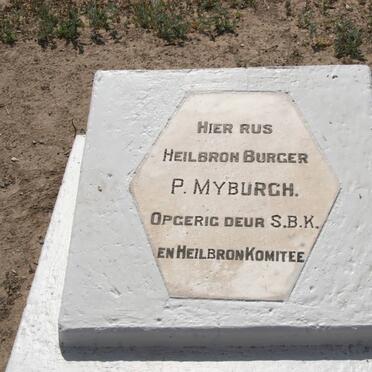 Hier rus
Heilbron Burger
P. Myburgh.
Opgerig deur S.B.K.
en Heilbron Komitee